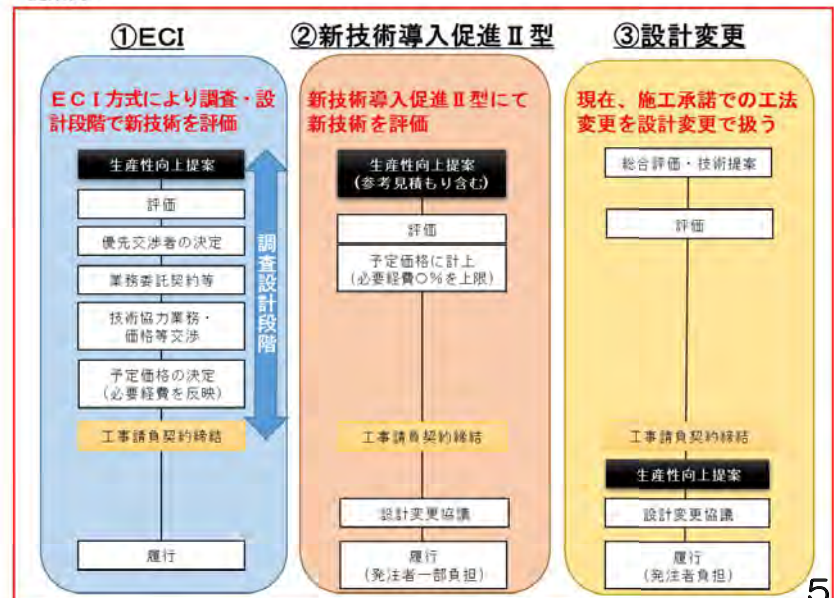 ①ECI
ECI方式により調査・設
計段階で新技術を評価
生産性向上提案
評価
優先交渉者の決定
業務委託契約等
技術協力業務・
価格等交渉
予定価格の決定
(必要経費を反映)
工事請負契約締結
履行
調査設計段階
②新技術導入促進Ⅱ型
新技術導入促進Ⅱ型にて
新技術を評価
生産性向上提案
(参考見積もり含む)
評価
予定価格に計上
(必要経費〇%を上限)
工事請負契約締結
設計変更協議
履行
(発注者一部負担)
③設計変更
現在、施工承諾での工法
変更を設計変更で扱う
総合評価・技術提案
評価
工事請負契約締結
生産性向上提案
設計変更協議
履行
(発注者負担)
5